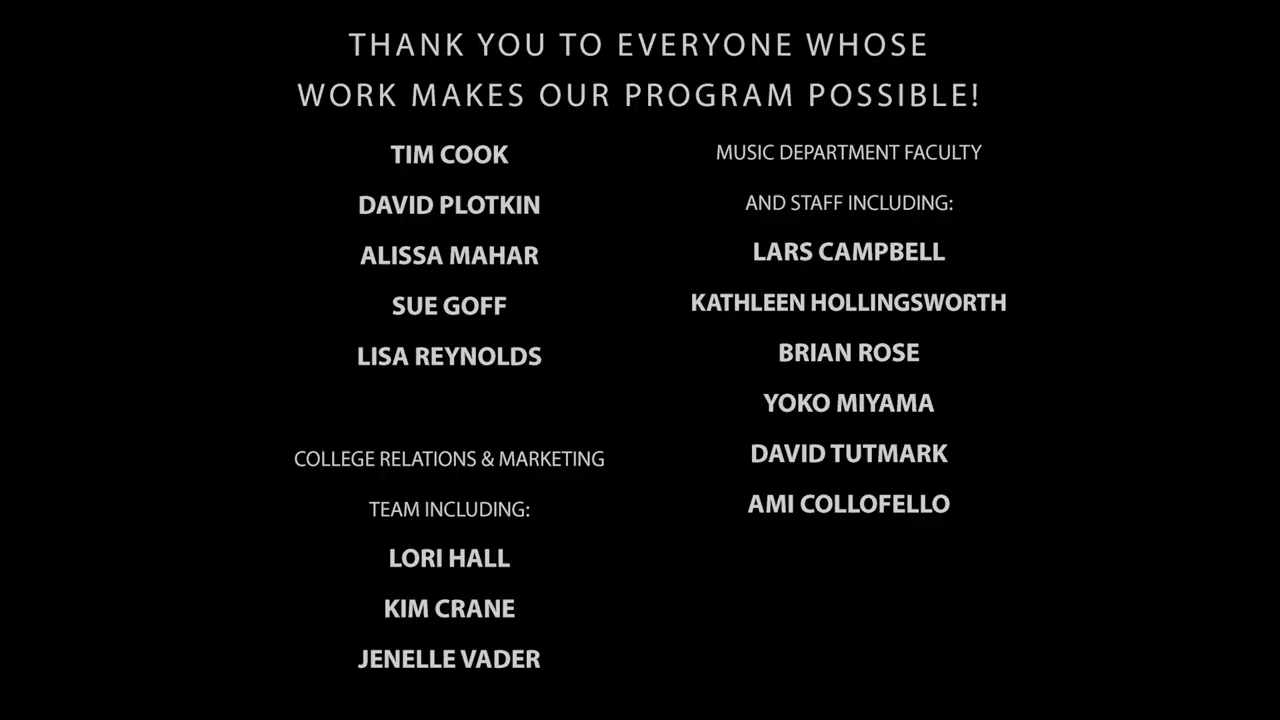 THANK YOU TO EVERYONE WHOSE
WORK MAKES OUR PROGRAM POSSIBLE!
TIM COOK
DAVID PLOTKIN
ALISSA MAHAR
SUE GOFF
LISA REYNOLDS
COLLEGE RELATIONS & MARKETING
TEAM INCLUDING:
LORI HALL
KIM CRANE
JENELLE VADER
MUSIC DEPARTMENT FACULTY
AND STAFF INCLUDING:
LARS CAMPBELL
KATHLEEN HOLLINGSWORTH
BRIAN ROSE
YOKO MIYAMA
DAVID TUTMARK
AMI COLLOFELLO